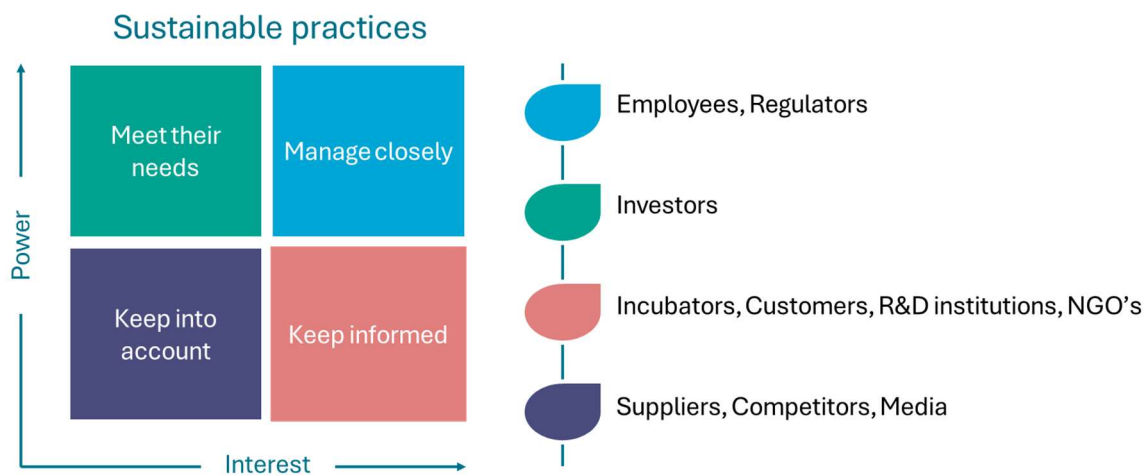 Sustainable practices
Power
Meet their
needs
Manage closely
Keep into
account
Keep informed
Interest
Employees, Regulators
Investors
Incubators, Customers, R&D institutions, NGO's
Suppliers, Competitors, Media